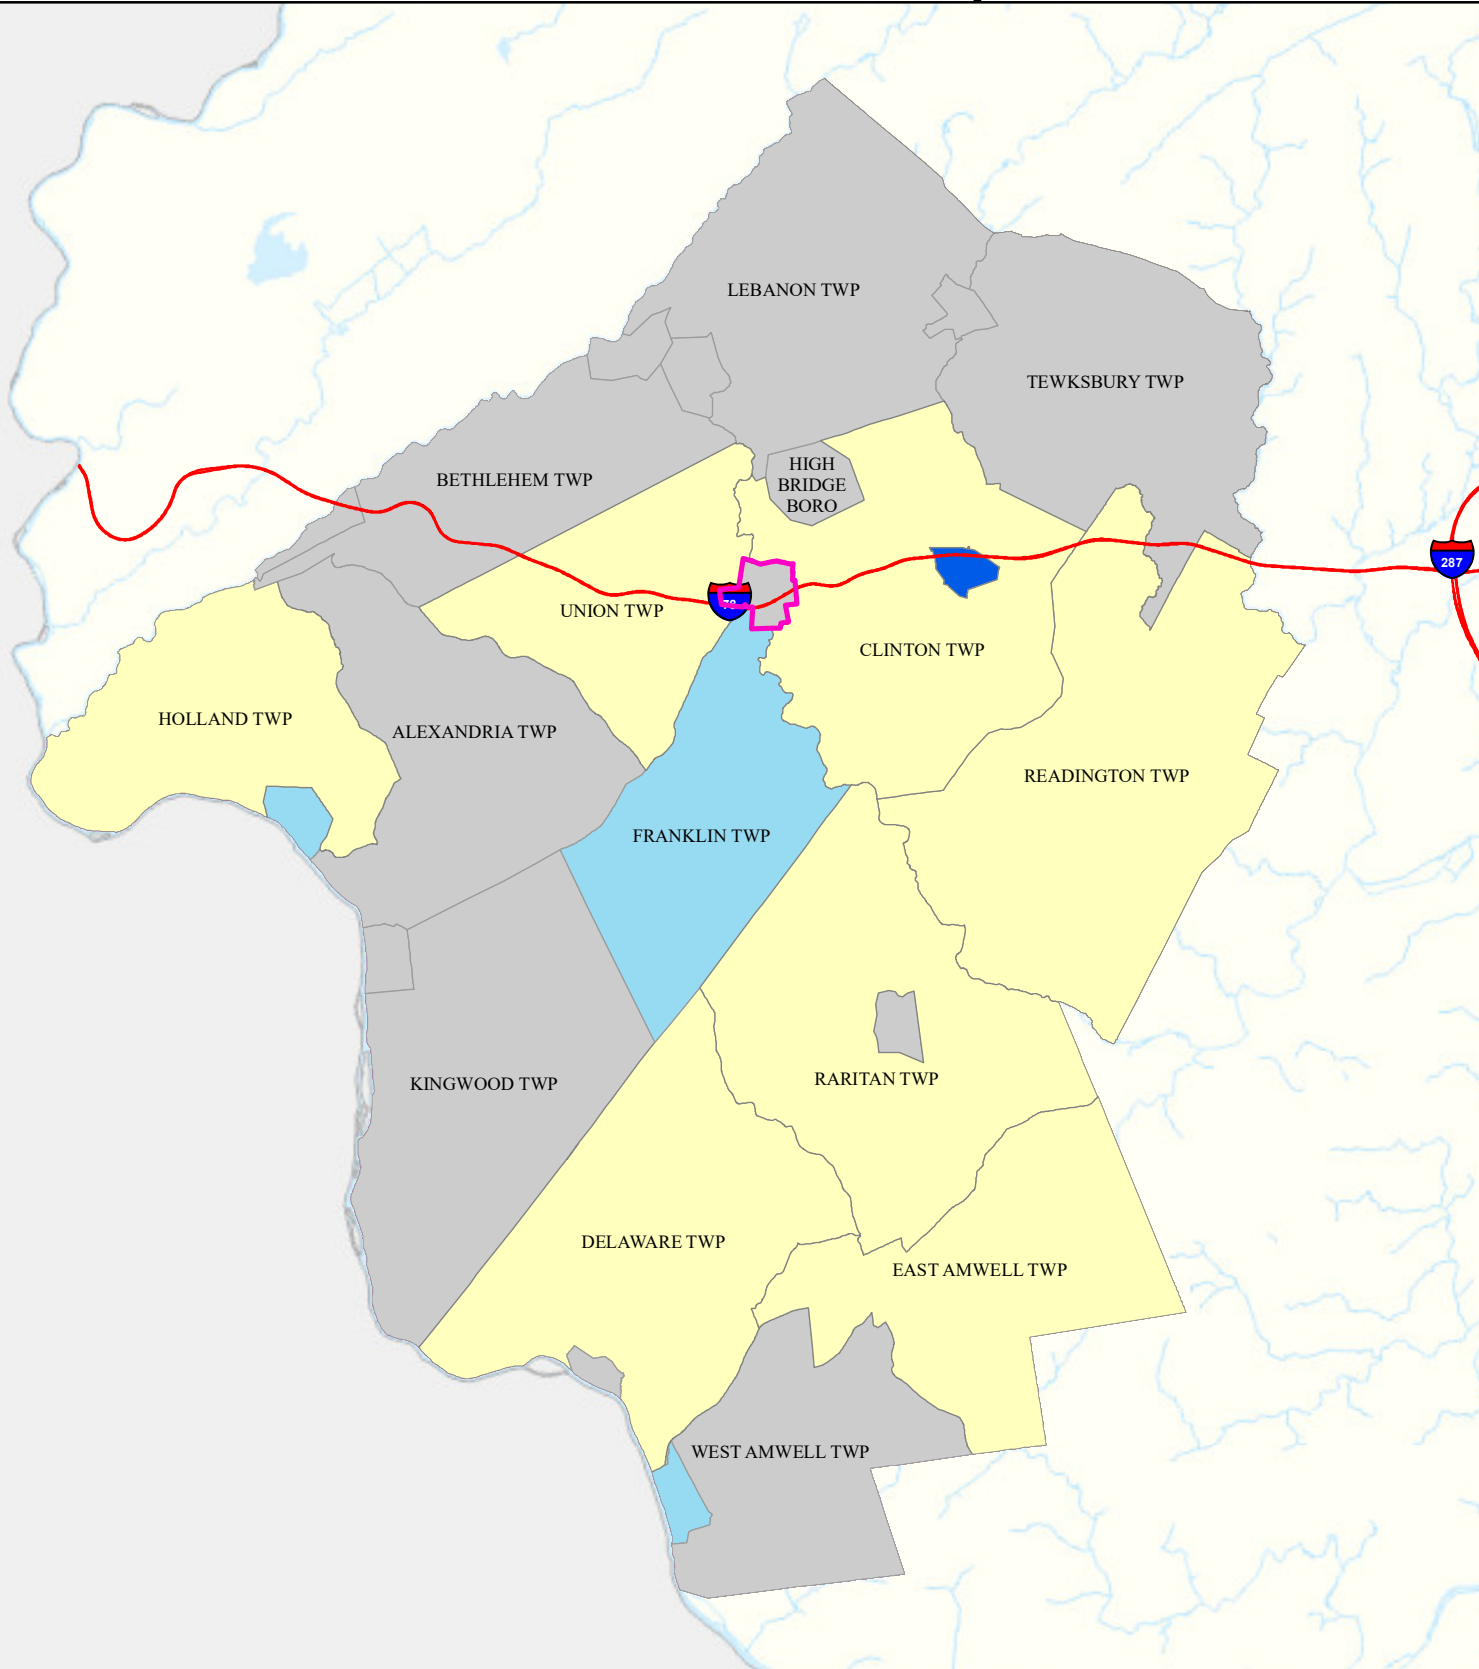 LEBANON TWP
TEWKSBURY TWP
HIGH
BRIDGE
BORO
BETHLEHEM TWP
287
78
UNION TWP
CLINTON TWP
HOLLAND TWP
ALEXANDRIA TWP
READINGTON TWP
FRANKLIN TWP
RARITAN TWP
KINGWOOD TWP
DELAWARE TWP
EAST AMWELL TWP
WEST AMWELL TWP